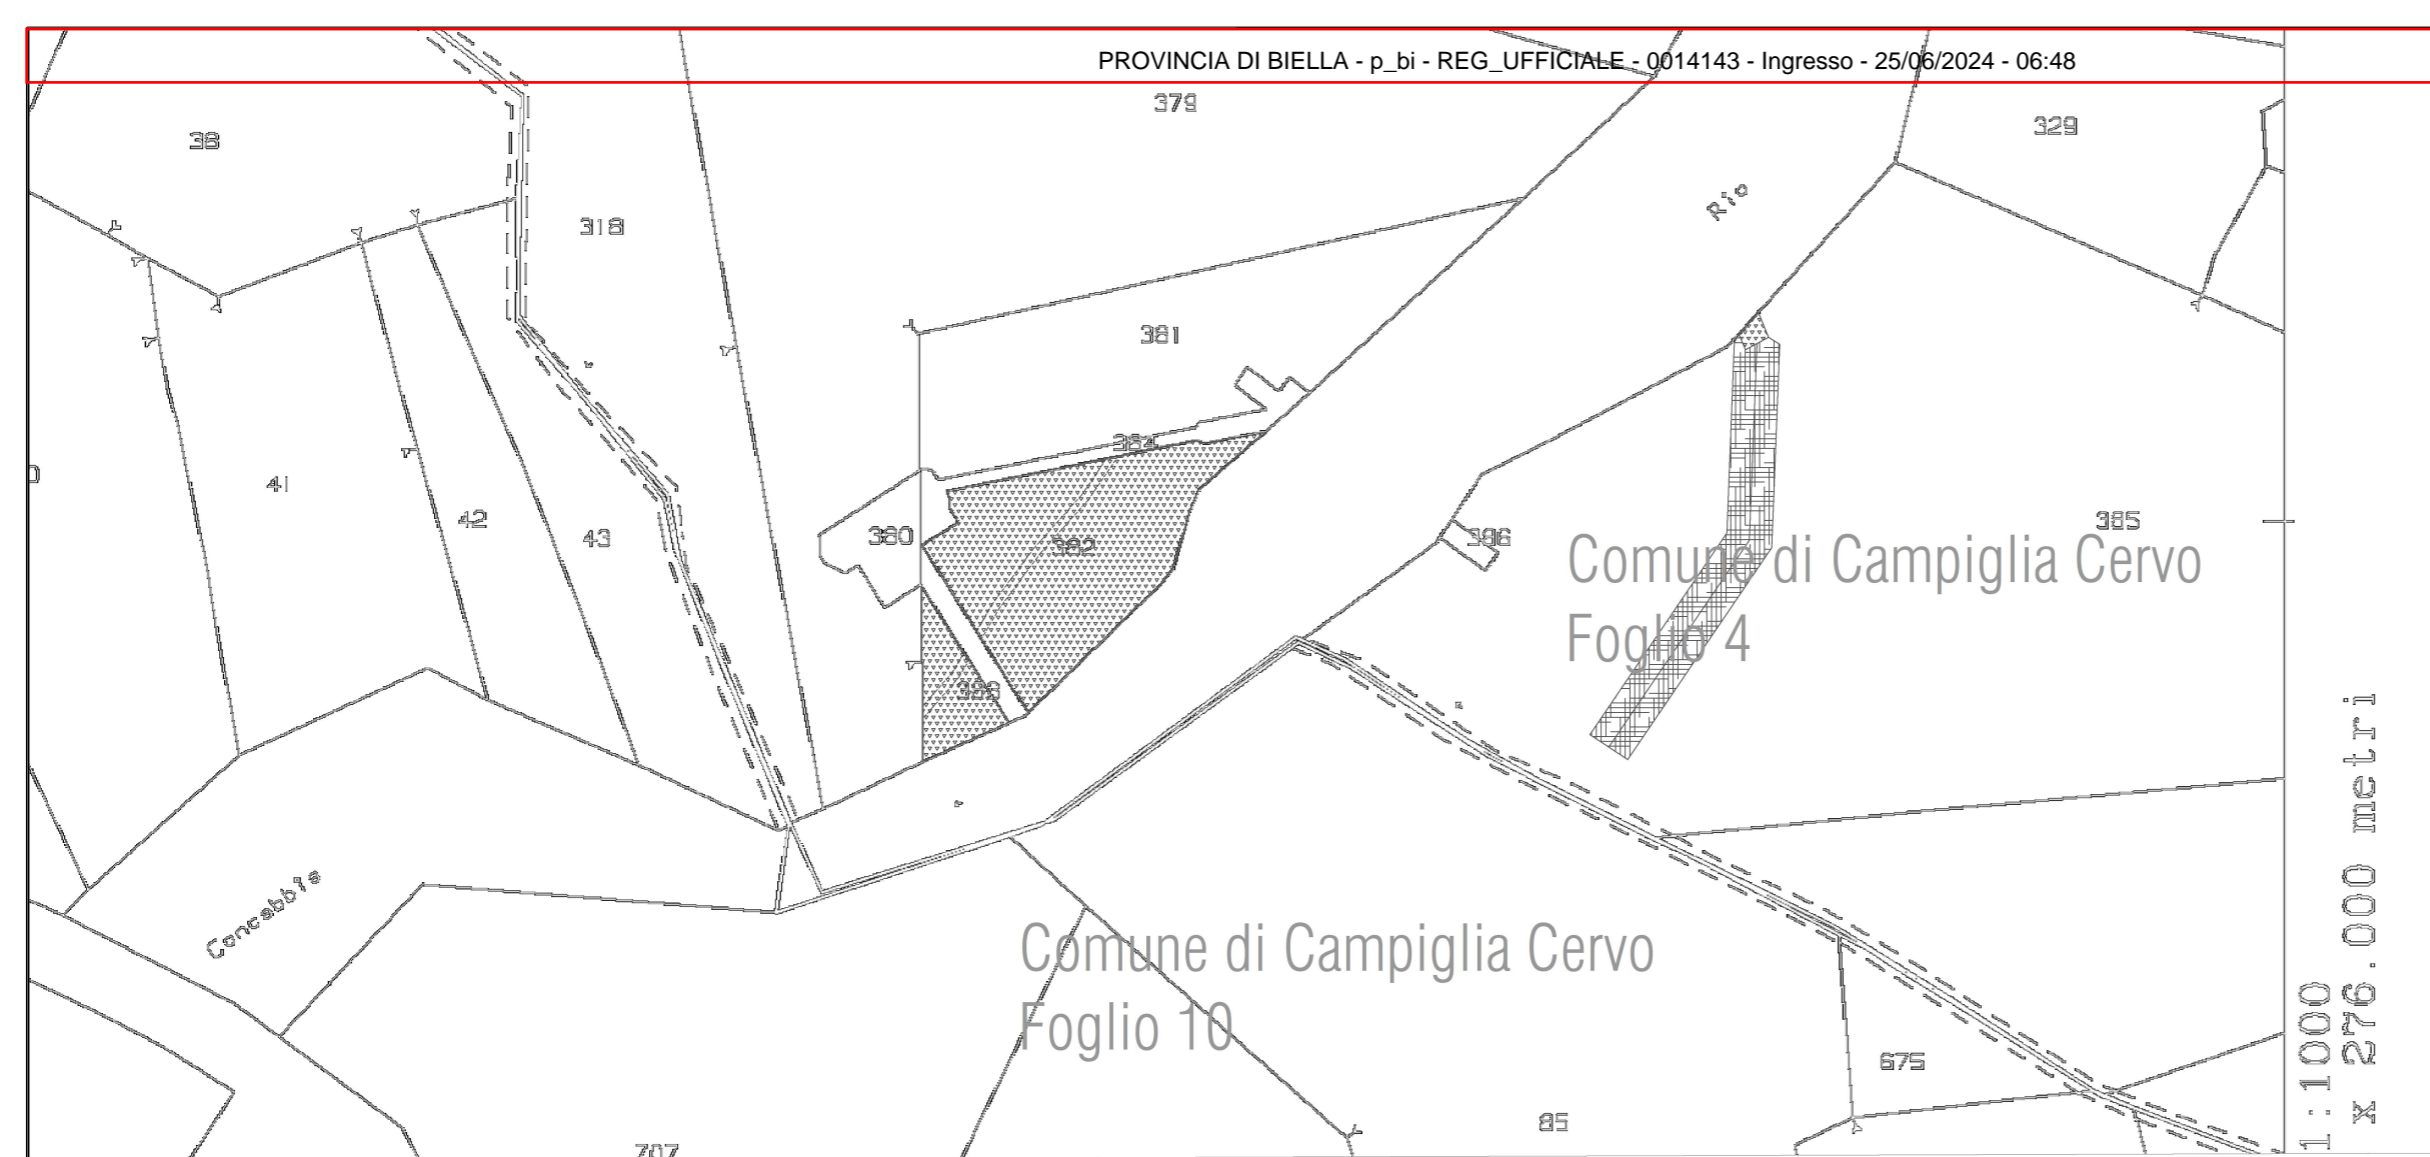 PROVINCIA DI BIELLA - p_bi - REG_UFFICIALE - 0014143 - Ingresso - 25/06/2024 - 06:48
379
329
38
Rio
318
381
384
41
42
43
380
382
386
385
Comune di Campiglia Cervo
Foglio 4
383
Concabbia
Comune di Campiglia Cervo
Foglio 10
675
85
707
1:1000
x 276.000 metri